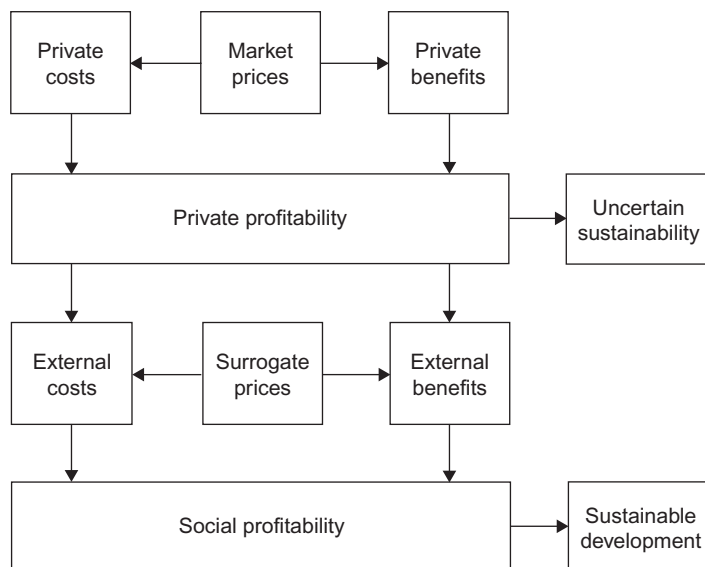 Private
costs
Market
prices
Private
benefits
Private profitability
Uncertain
sustainability
External
costs
Surrogate
prices
External
benefits
Social profitability
Sustainable
development